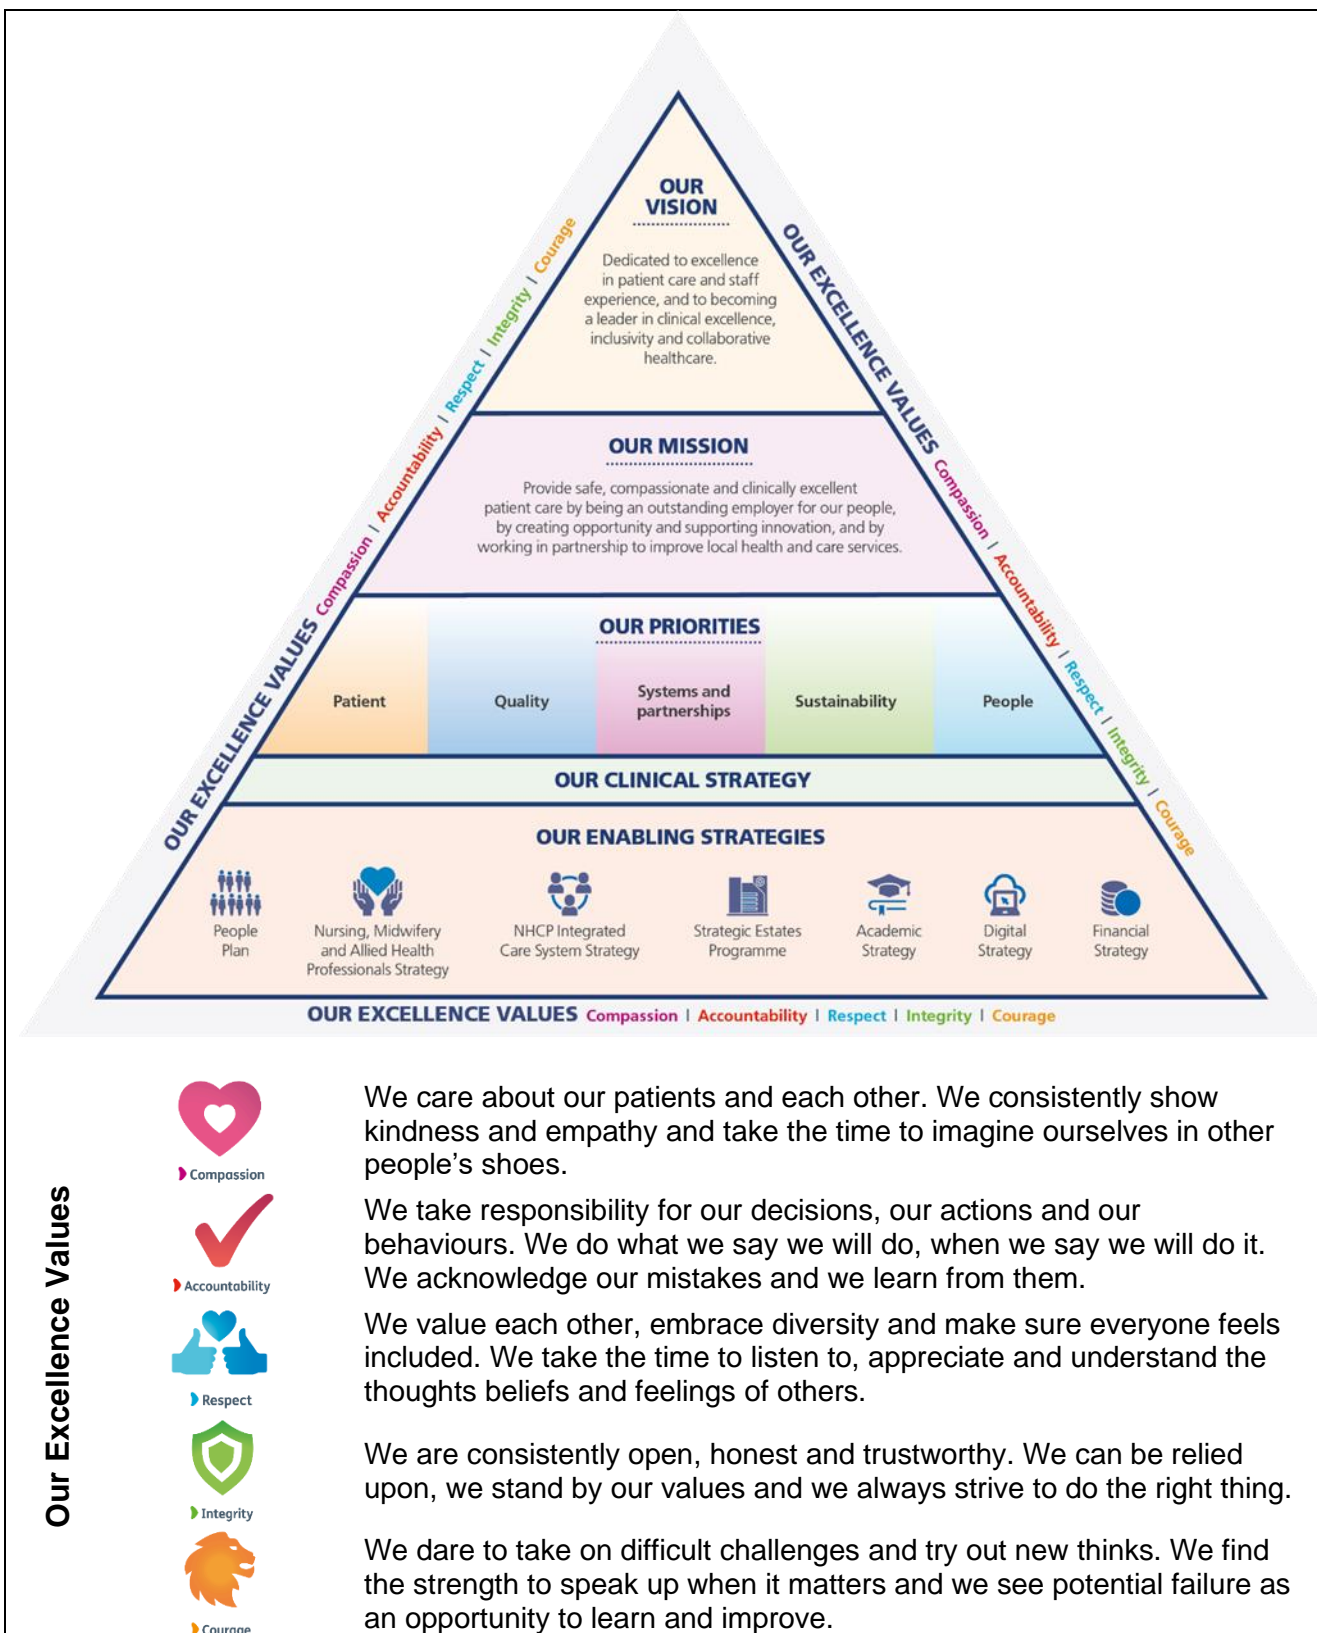 OUR
VISION
Dedicated to excellence
in patient care and staff
experience, and to becoming
a leader in clinical excellence,
inclusivity and collaborative
healthcare.
OUR MISSION
Provide safe, compassionate and clinically excellent
patient care by being an outstanding employer for our people,
by creating opportunity and supporting innovation, and by
working in partnership to improve local health and care services.
OUR PRIORITIES
Patient
Quality
Systems and
partnerships
Sustainability
People
OUR CLINICAL STRATEGY
OUR ENABLING STRATEGIES
People
Plan
Nursing, Midwifery
and Allied Health
Professionals Strategy
NHCP Integrated
Care System Strategy
Strategic Estates
Programme
Academic
Strategy
Digital
Strategy
Financial
Strategy
OUR EXCELLENCE VALUES Compassion | Accountability | Respect | Integrity | Courage
OUR EXCELLENCE VALUES Compassion | Accountability | Respect | Integrity | Courage
OUR EXCELLENCE VALUES Compassion | Accountability | Respect | Integrity | Courage
Our Excellence Values
Compassion
We care about our patients and each other. We consistently show
kindness and empathy and take the time to imagine ourselves in other
people's shoes.
Accountability
We take responsibility for our decisions, our actions and our
behaviours. We do what we say we will do, when we say we will do it.
We acknowledge our mistakes and we learn from them.
Respect
We value each other, embrace diversity and make sure everyone feels
included. We take the time to listen to, appreciate and understand the
thoughts beliefs and feelings of others.
Integrity
We are consistently open, honest and trustworthy. We can be relied
upon, we stand by our values and we always strive to do the right thing.
Courage
We dare to take on difficult challenges and try out new thinks. We find
the strength to speak up when it matters and we see potential failure as
an opportunity to learn and improve.